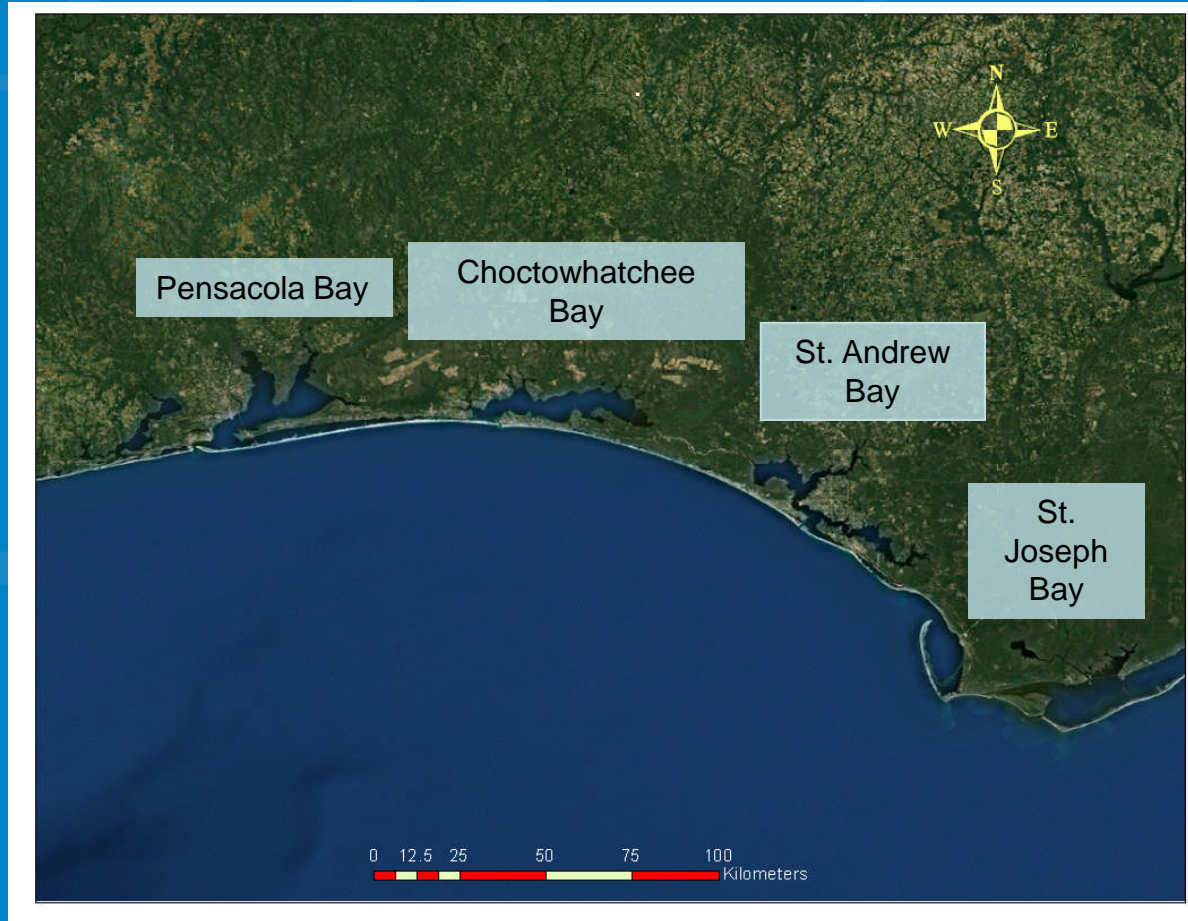 N
W E
S
Pensacola Bay
Choctowhatchee
Bay
St. Andrew
Bay
St.
Joseph
Bay
0 12.5 25 50 75 100
Kilometers